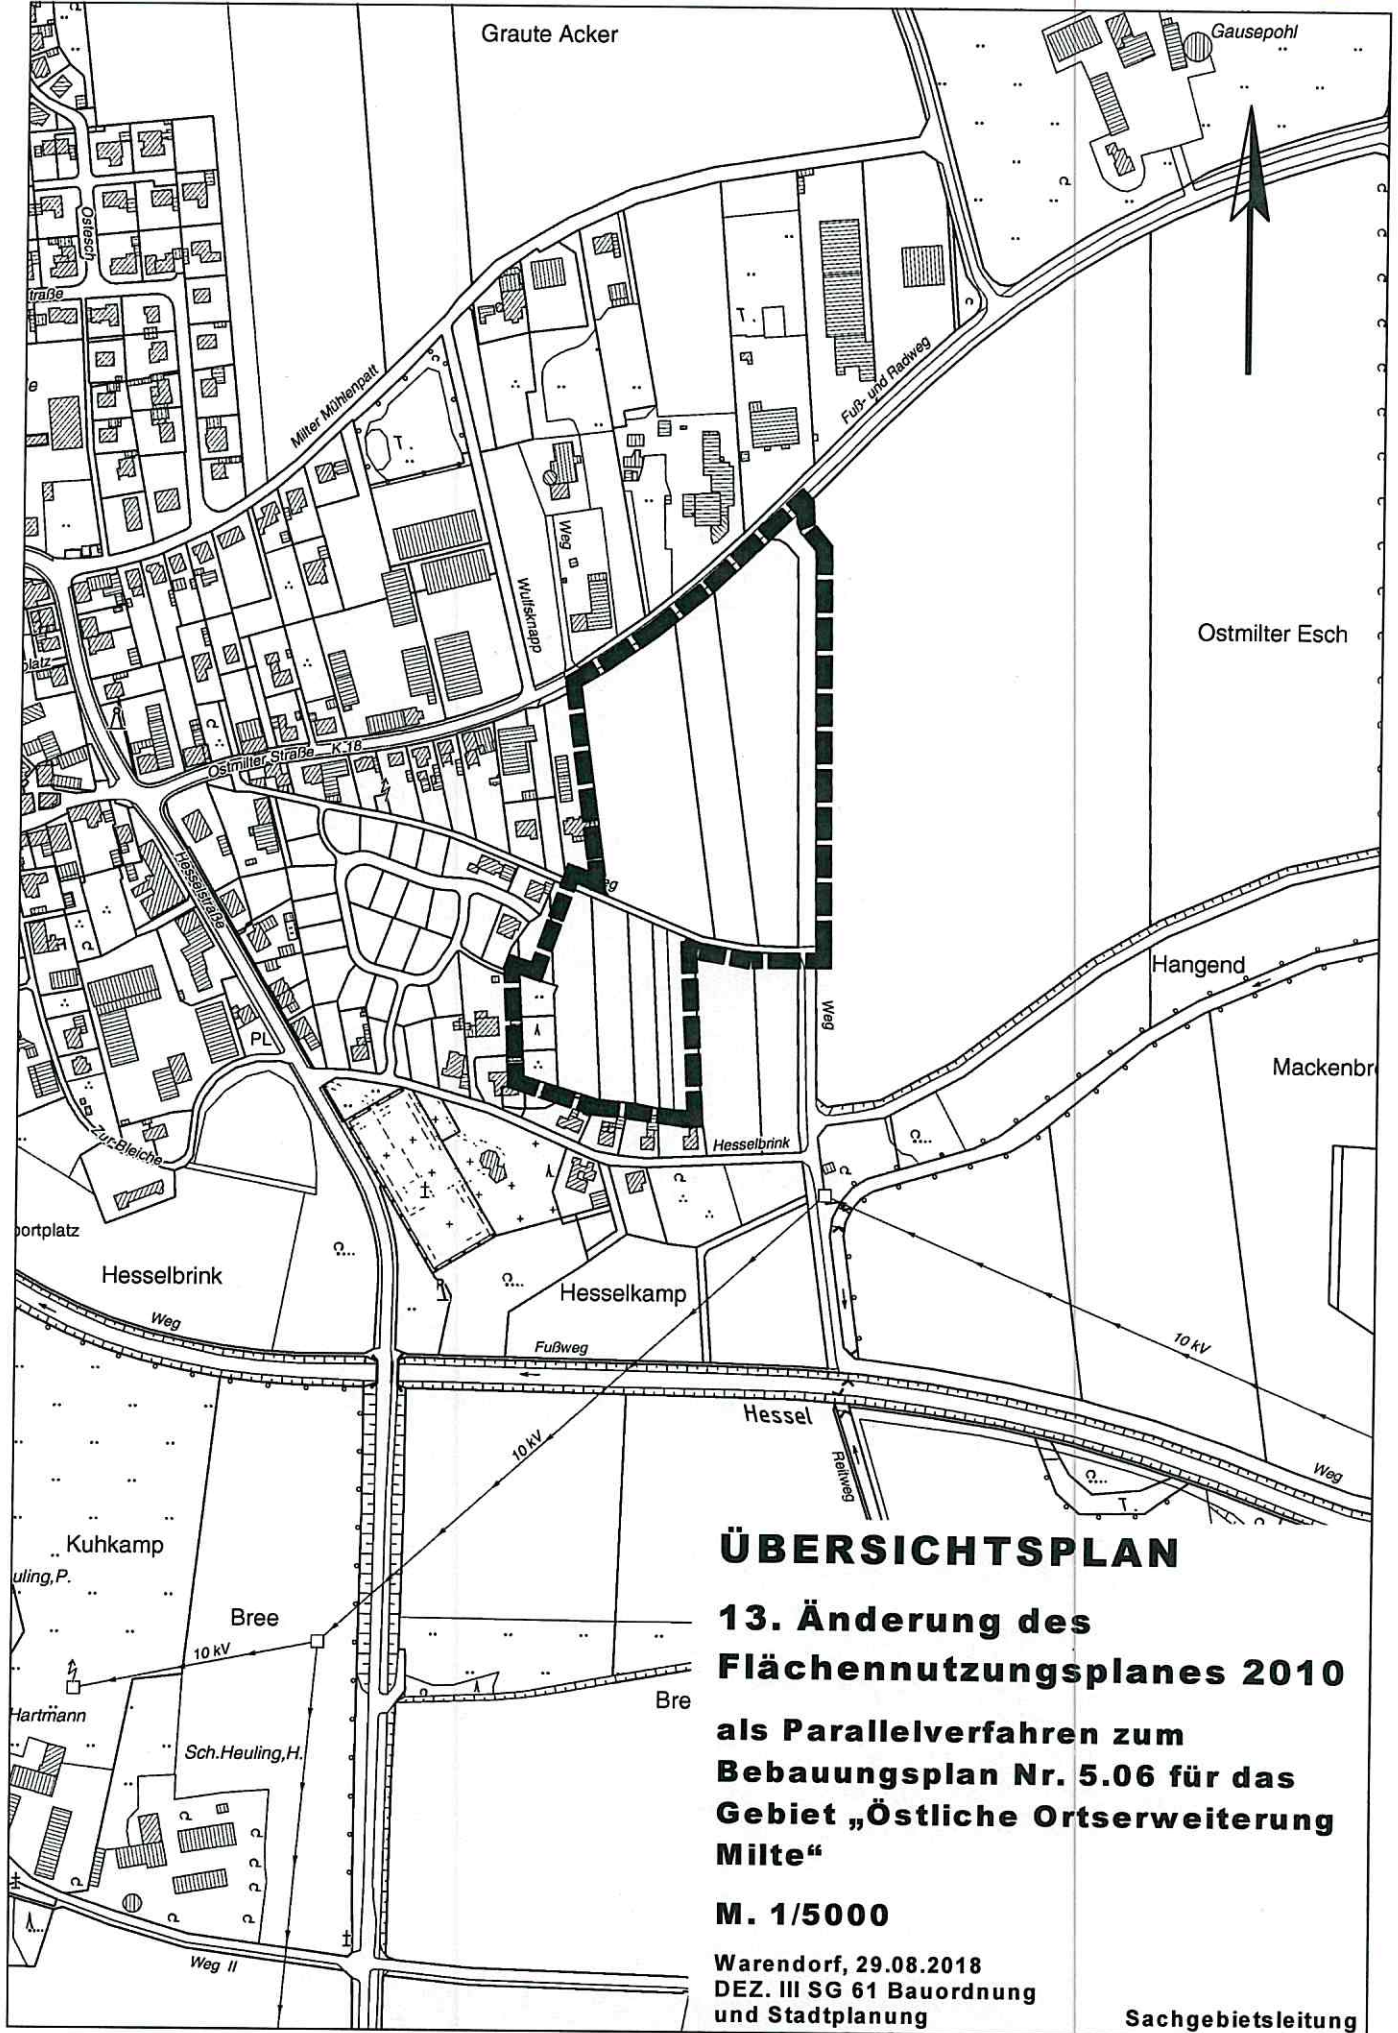 Graute Acker
Gausepohl
Ostesch
traße
Milter Mühlenpatt
T.
T.
Fuß- und Radweg
Weg
Wulfsknapp
Ostmilter Esch
platz
Ostmilter Straße K 18
Hesselstraße
eg
Weg
Hangend
Mackenbr
PL
Zur Bleiche
Hesselbrink
portplatz
Hesselbrink
Hesselkamp
Weg
Fußweg
10 kV
Hessel
10 kV
Reitweg
Weg
T.
Kuhkamp
uling,P.
Bree
10 kV
Hartmann
Sch.Heuling,H.
Bre
Weg II
ÜBERSICHTSPLAN
13. Änderung des
Flächennutzungsplanes 2010
als Parallelverfahren zum
Bebauungsplan Nr. 5.06 für das
Gebiet „Östliche Ortserweiterung
Milte“
M. 1/5000
Warendorf, 29.08.2018
DEZ. III SG 61 Bauordnung
und Stadtplanung
Sachgebietsleitung